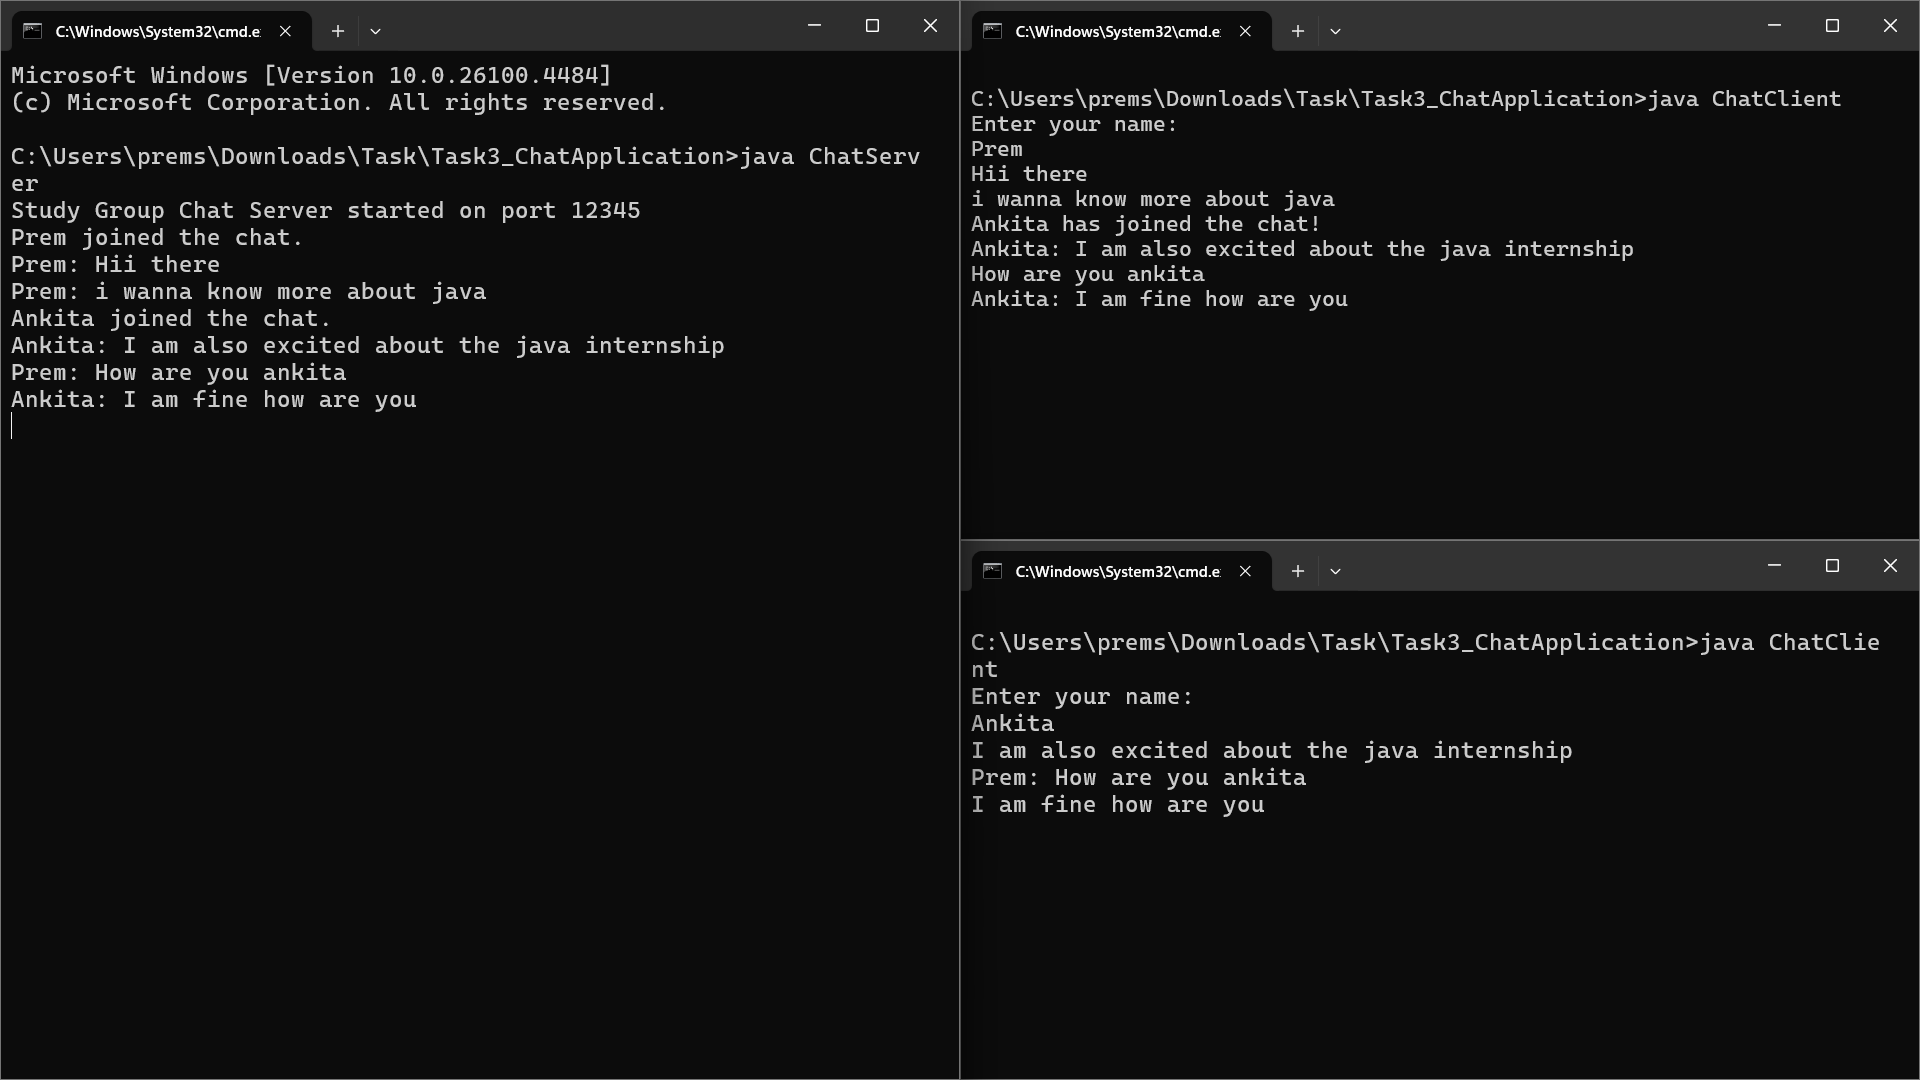 C:\Windows\System32\cmd.e
Microsoft Windows [Version 10.0.26100.4484]
(c) Microsoft Corporation. All rights reserved.
C:\Users\prems\Downloads\Task\Task3_ChatApplication>java ChatServ
er
Study Group Chat Server started on port 12345
Prem joined the chat.
Prem: Hii there
Prem: i wanna know more about java
Ankita joined the chat.
Ankita: I am also excited about the java internship
Prem: How are you ankita
Ankita: I am fine how are you
C:\Windows\System32\cmd.e
C:\Users\prems\Downloads\Task\Task3_ChatApplication>java ChatClient
Enter your name:
Prem
Hii there
i wanna know more about java
Ankita has joined the chat!
Ankita: I am also excited about the java internship
How are you ankita
Ankita: I am fine how are you
C:\Windows\System32\cmd.e
C:\Users\prems\Downloads\Task\Task3_ChatApplication>java ChatClie
nt
Enter your name:
Ankita
I am also excited about the java internship
Prem: How are you ankita
I am fine how are you